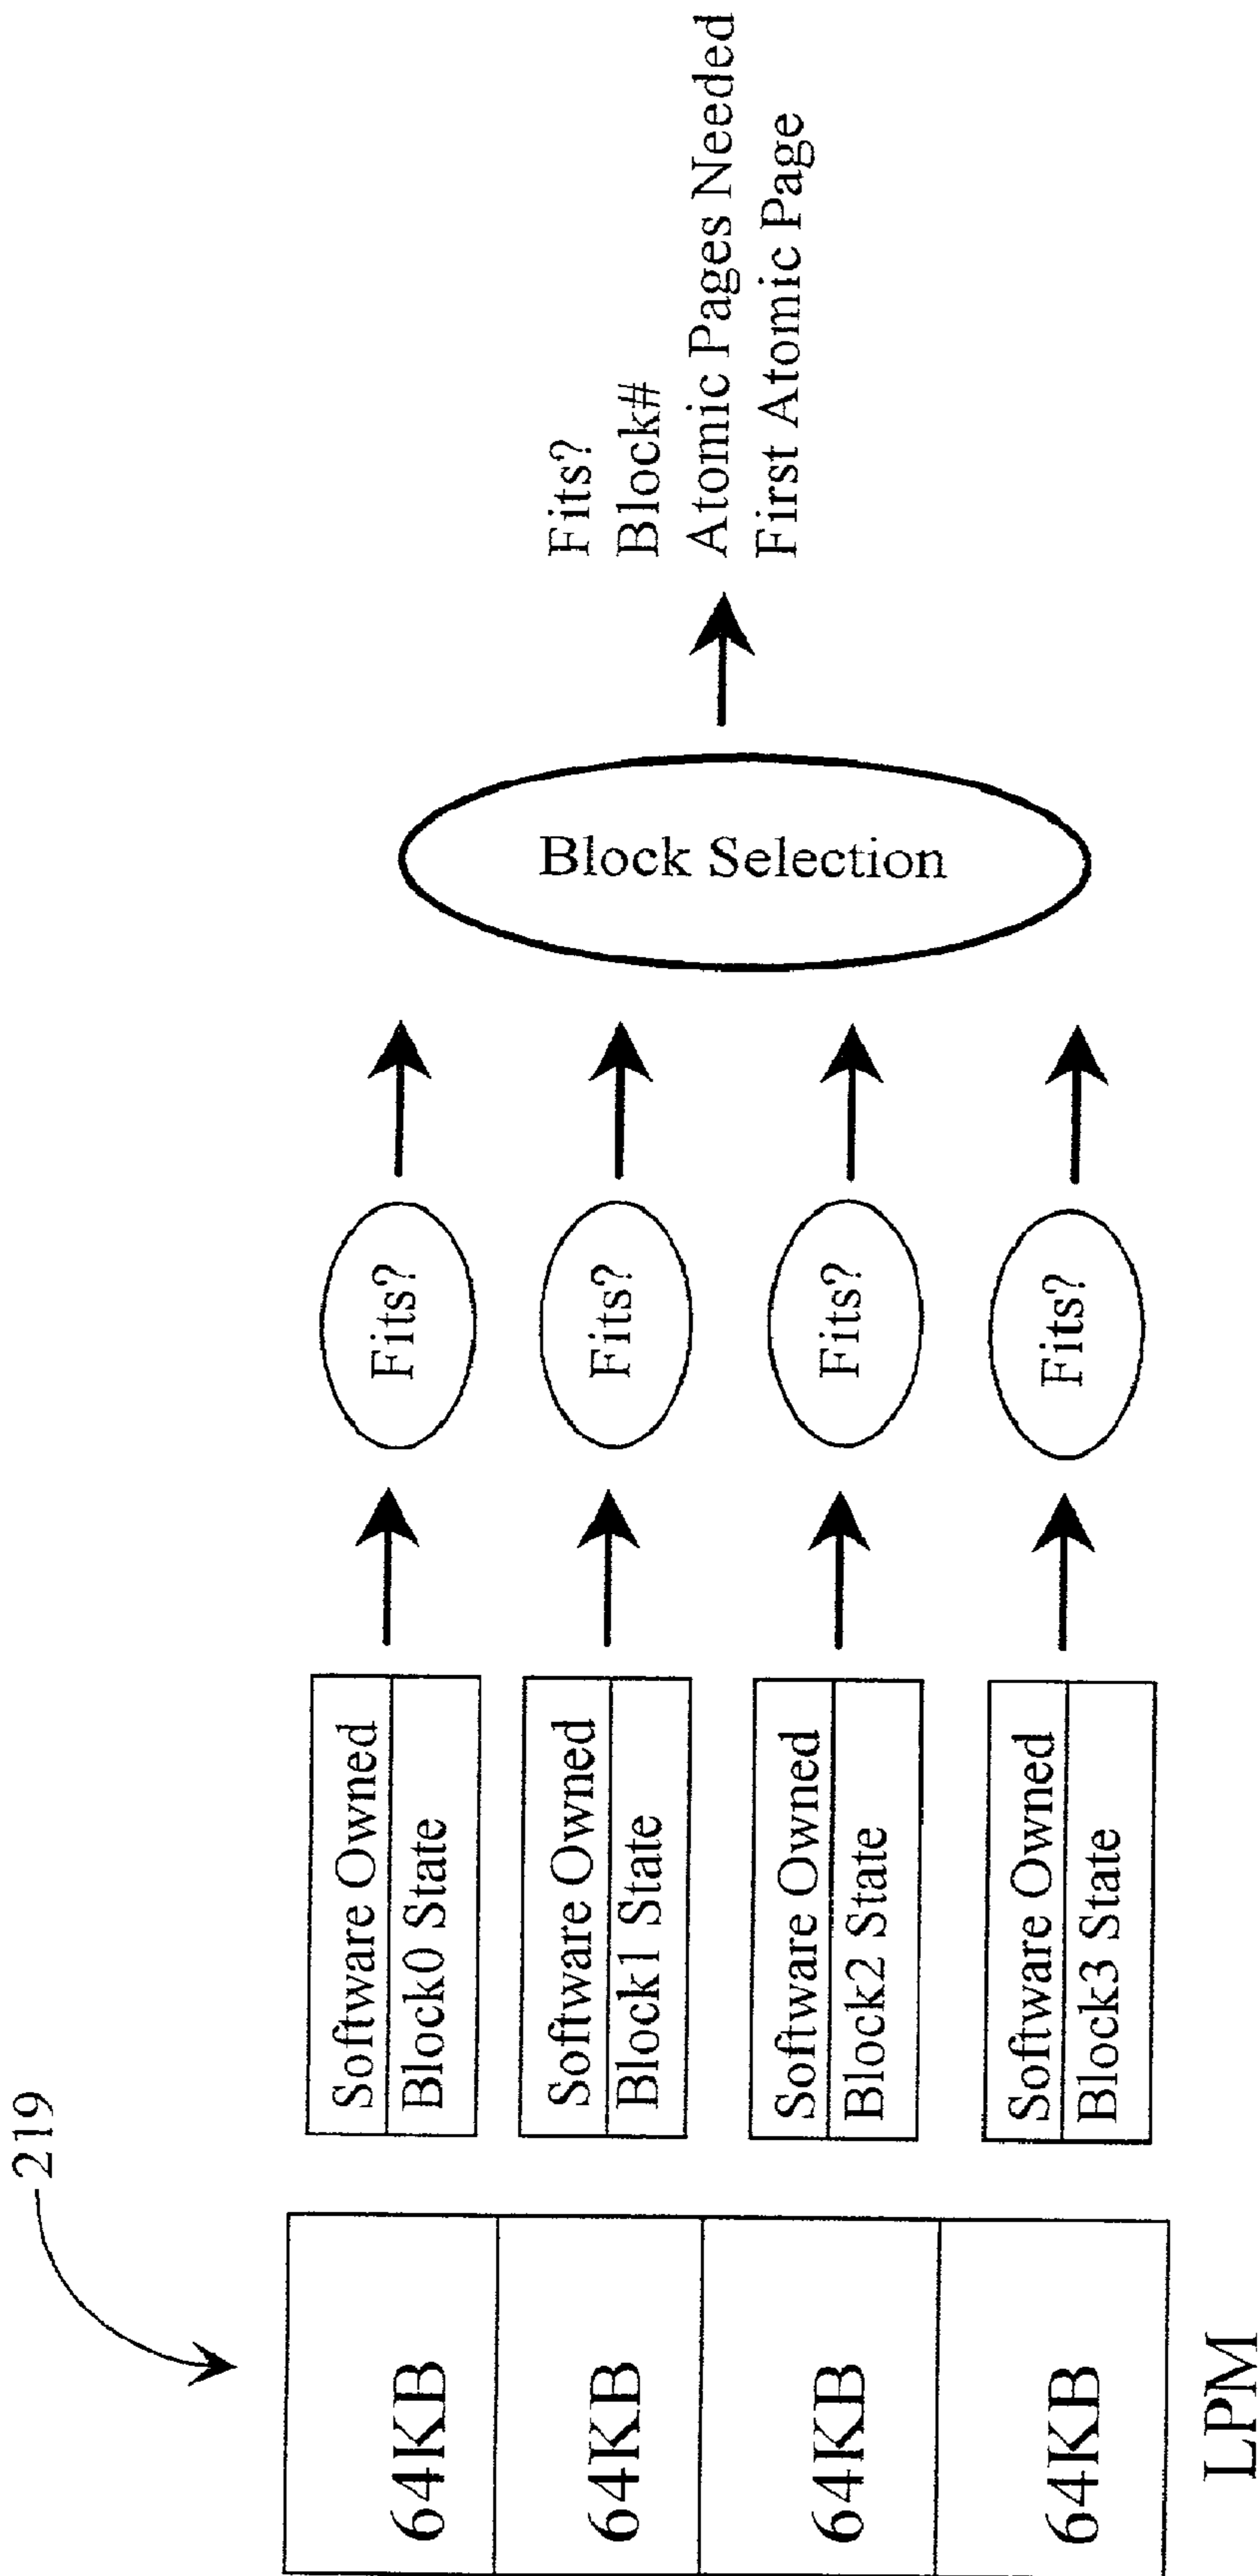 219
64KB
64KB
64KB
64KB
LPM
Software Owned
Block0 State
Software Owned
Block1 State
Software Owned
Block2 State
Software Owned
Block3 State
Fits?
Fits?
Fits?
Fits?
Block Selection
Fits?
Block#
Atomic Pages Needed
First Atomic Page